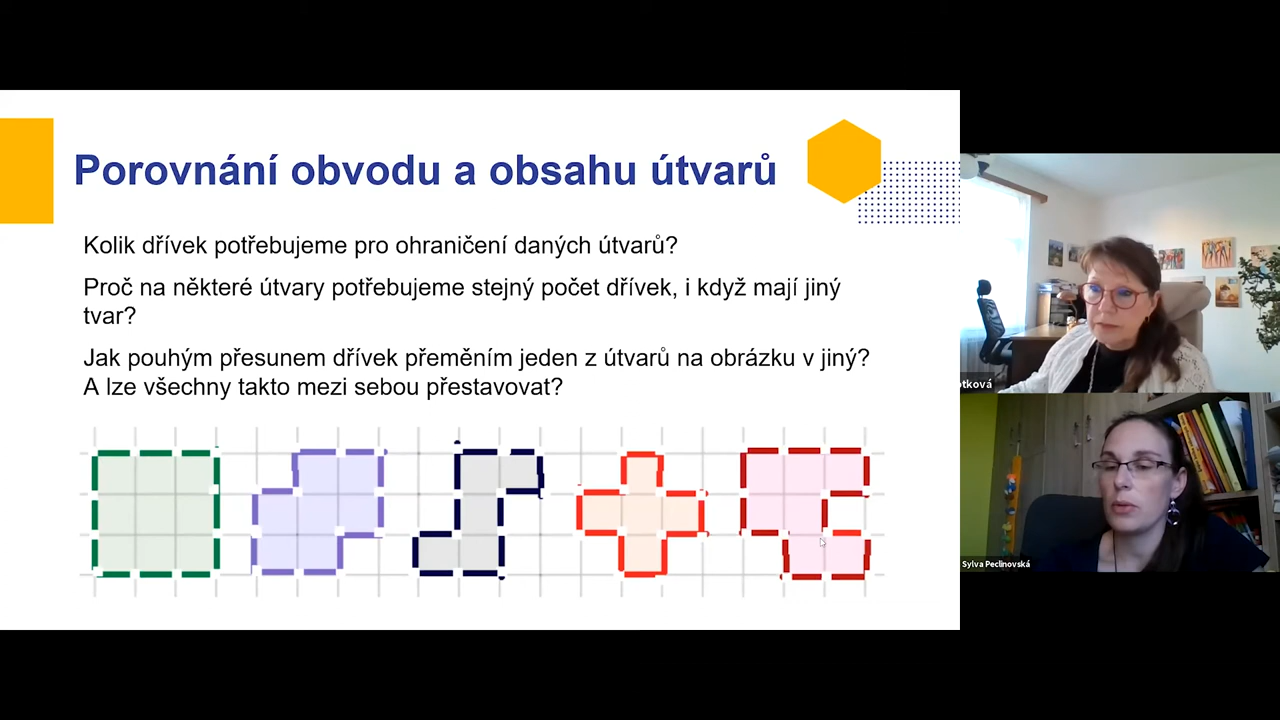 Porovnání obvodu a obsahu útvarů
Kolik dřívek potřebujeme pro ohraničení daných útvarů?
Proč na některé útvary potřebujeme stejný počet dřívek, i když mají jiný
tvar?
Jak pouhým přesunem dřívek přeměním jeden z útvarů na obrázku v jiný?
A lze všechny takto mezi sebou přestavovat?
otková
Sylva Peclinovská